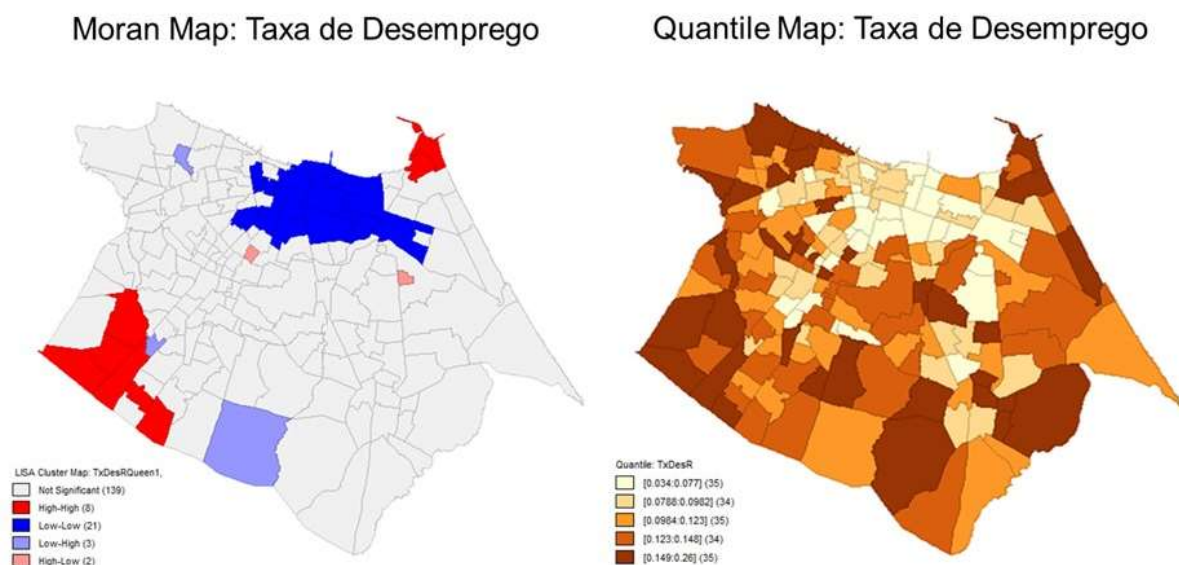 Moran Map: Taxa de Desemprego
Quantile Map: Taxa de Desemprego
LISA Cluster Map: TxDesRQueen1,
Not Significant (139)
High-High (8)
Low-Low (21)
Low-High (3)
High-Low (2)
Quantile: TxDesR
[0.034:0.077] (35)
[0.0788:0.0982] (34)
[0.0984:0.123] (35)
[0.123:0.148] (34)
[0.149:0.26] (35)